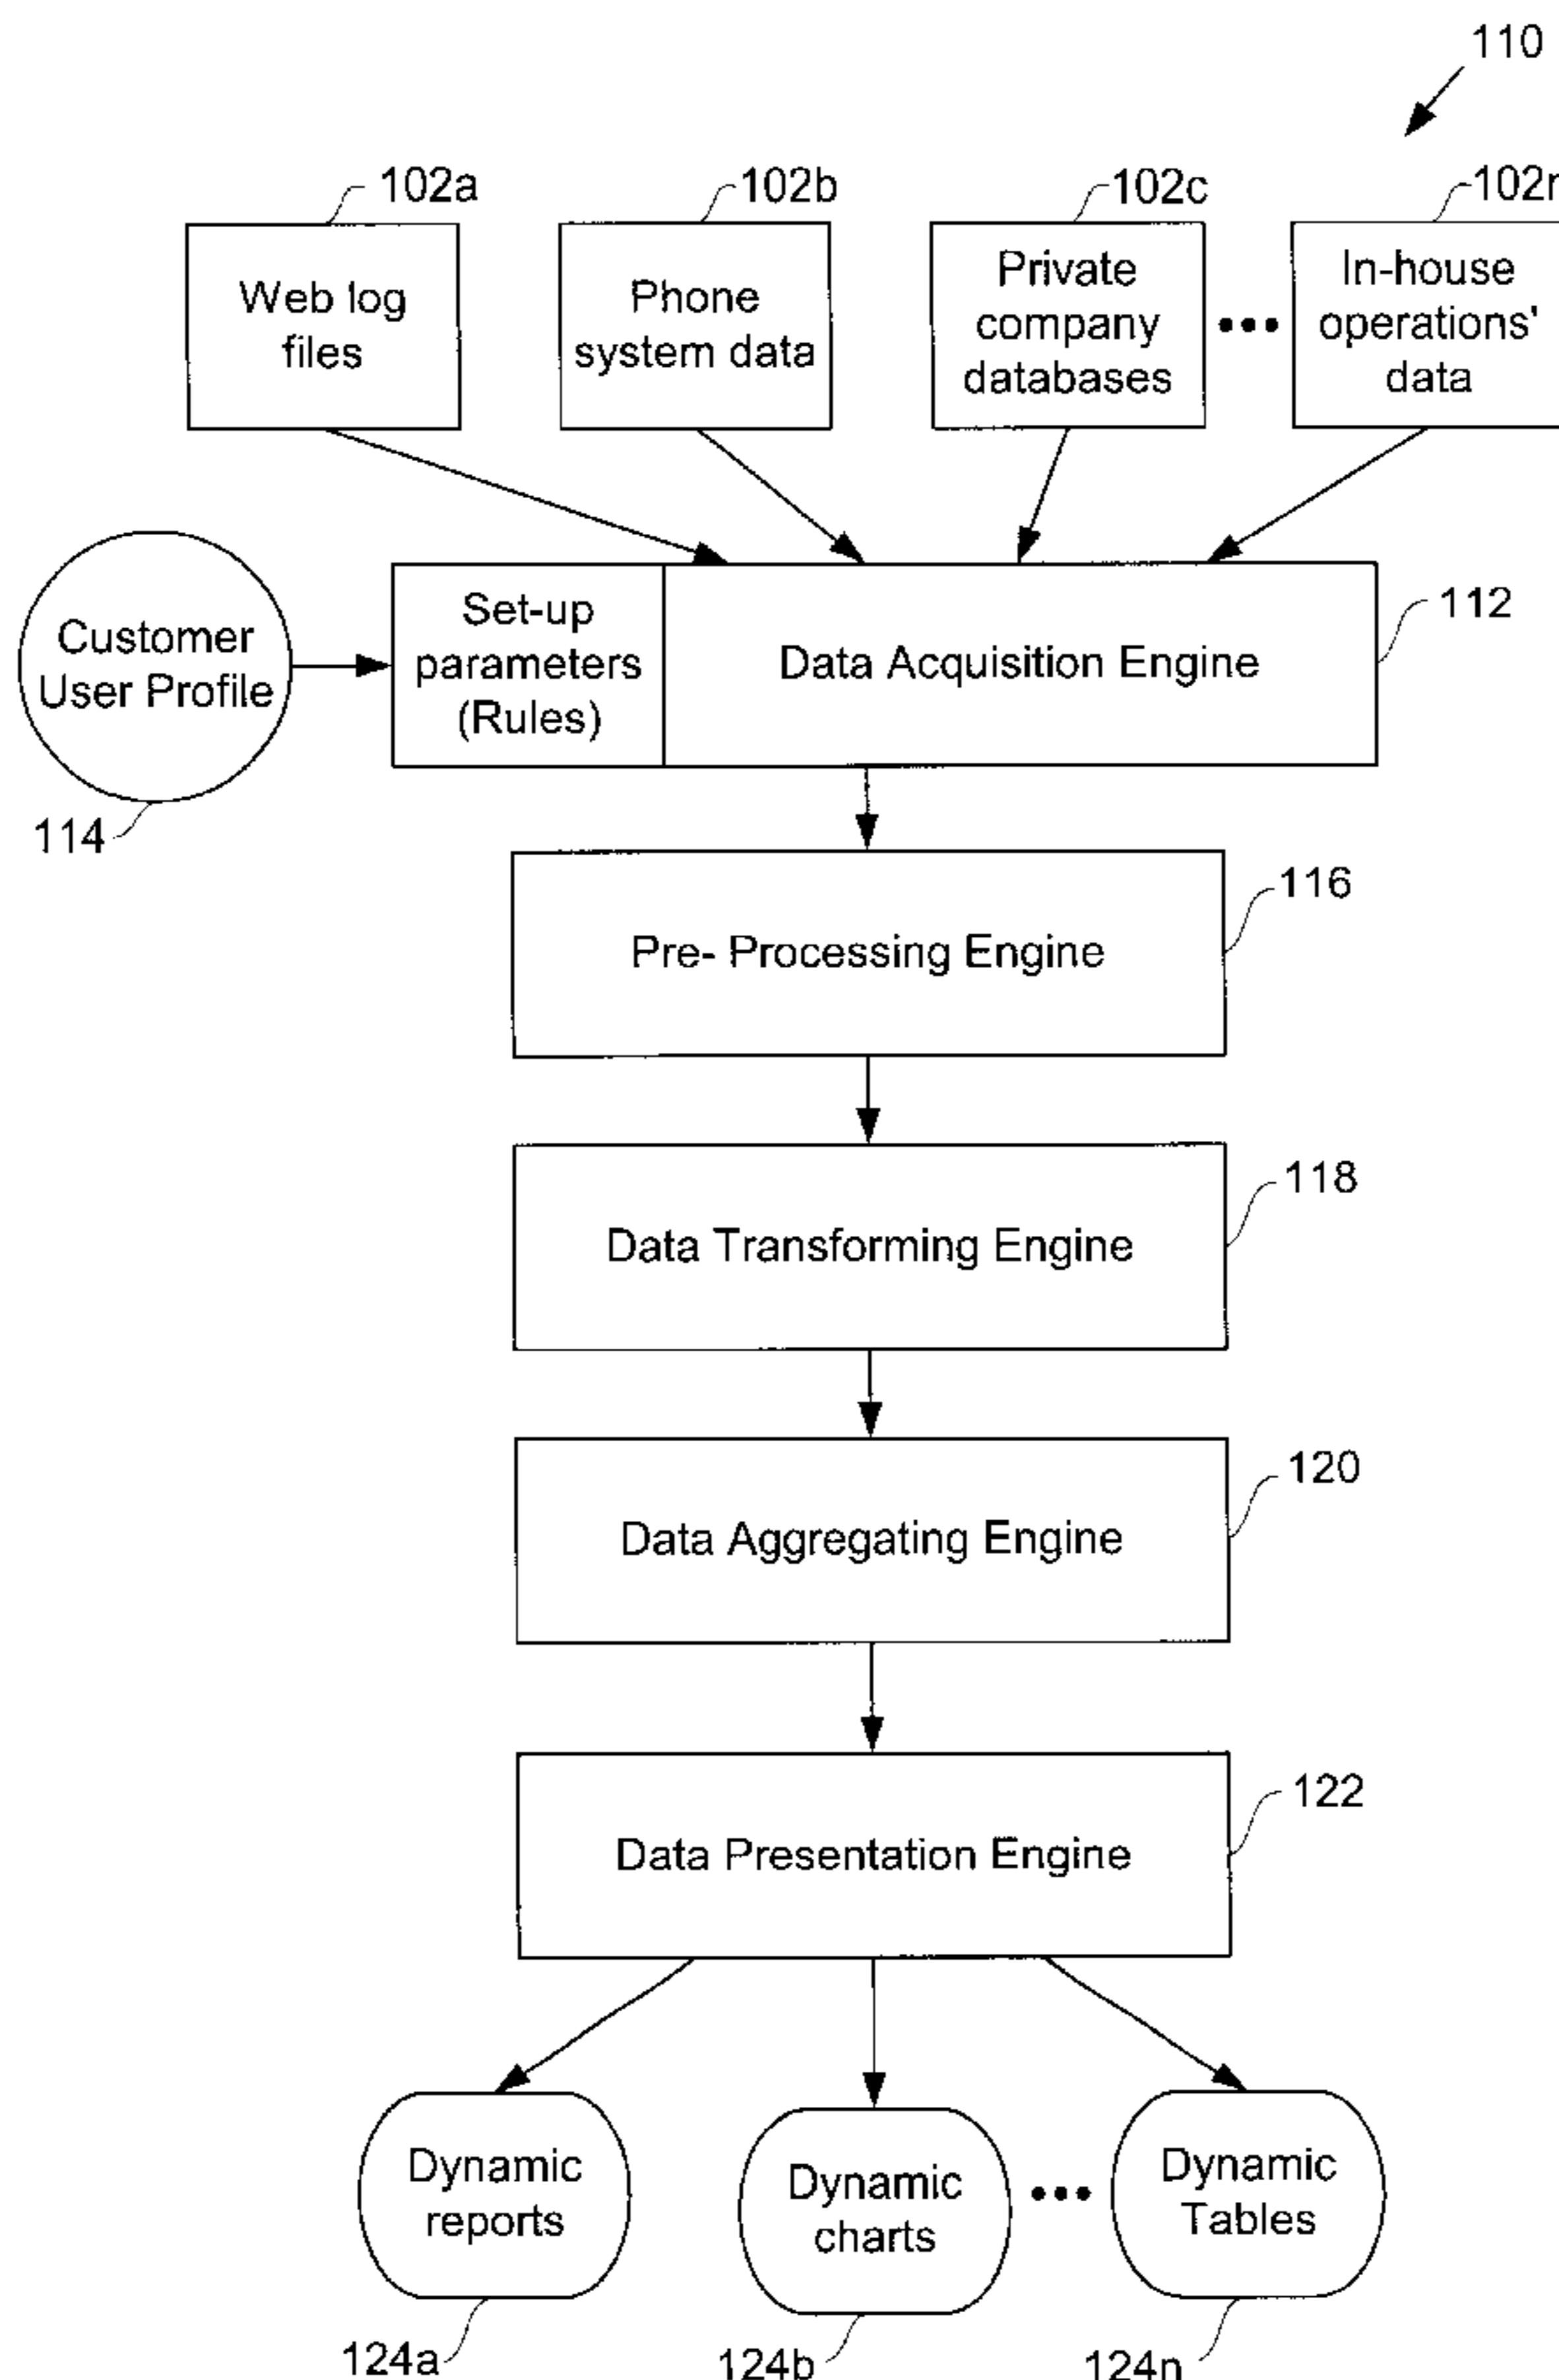 110
102a
102b
102c
Web log
files
Phone
system data
Private
company
databases
In-house
operations'
data
Customer
User Profile
114
Set-up
parameters
(Rules)
Data Acquisition Engine
112
Pre- Processing Engine
116
Data Transforming Engine
118
Data Aggregating Engine
120
Data Presentation Engine
122
Dynamic
reports
Dynamic
charts
Dynamic
Tables
124a
124b
124n